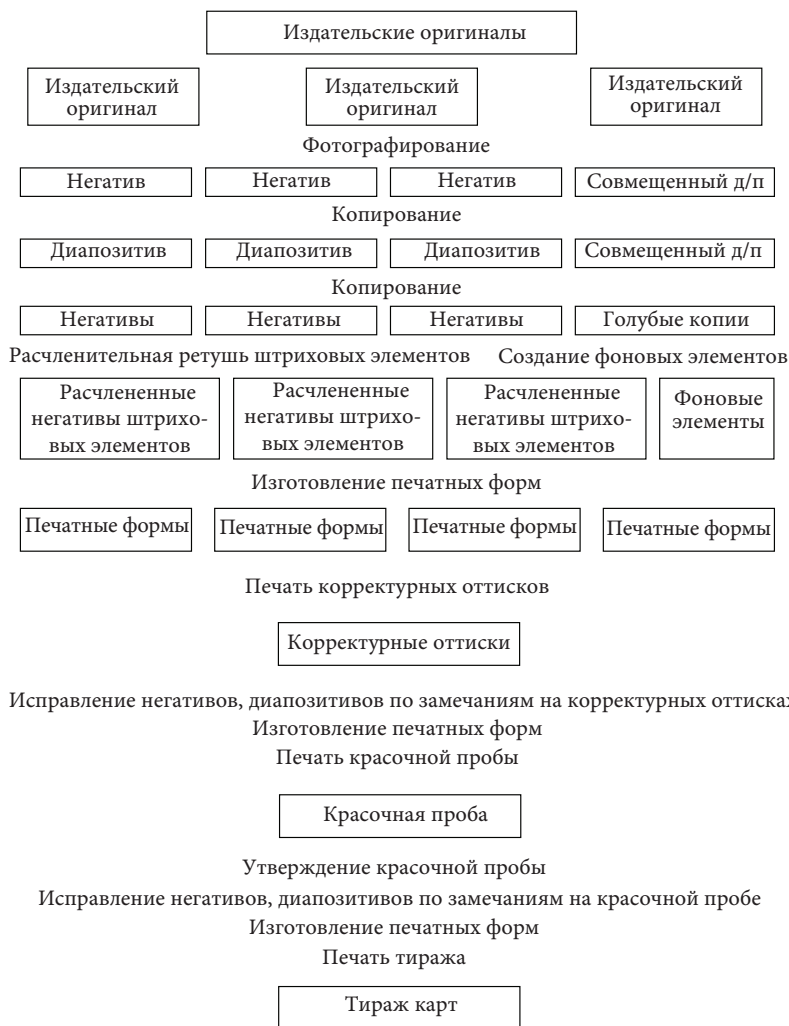 Издательские оригиналы
Издательский оригинал
Издательский оригинал
Издательский оригинал
Фотографирование
Негатив Негатив Негатив Совмещенный д/п
Копирование
Диапозитив Диапозитив Диапозитив Совмещенный д/п
Копирование
Негативы Негативы Негативы Голубые копии
Расчленительная ретушь штриховых элементов Создание фоновых элементов
Расчлененные
негативы штрихо-
вых элементов
Расчлененные
негативы штрихо-
вых элементов
Расчлененные
негативы штрихо-
вых элементов
Фоновые
элементы
Изготовление печатных форм
Печатные формы Печатные формы Печатные формы Печатные формы
Печать корректурных оттисков
Корректурные оттиски
Исправление негативов, диапозитивов по замечаниям на корректурных оттисках
Изготовление печатных форм
Печать красочной пробы
Красочная проба
Утверждение красочной пробы
Исправление негативов, диапозитивов по замечаниям на красочной пробе
Изготовление печатных форм
Печать тиража
Тираж карт